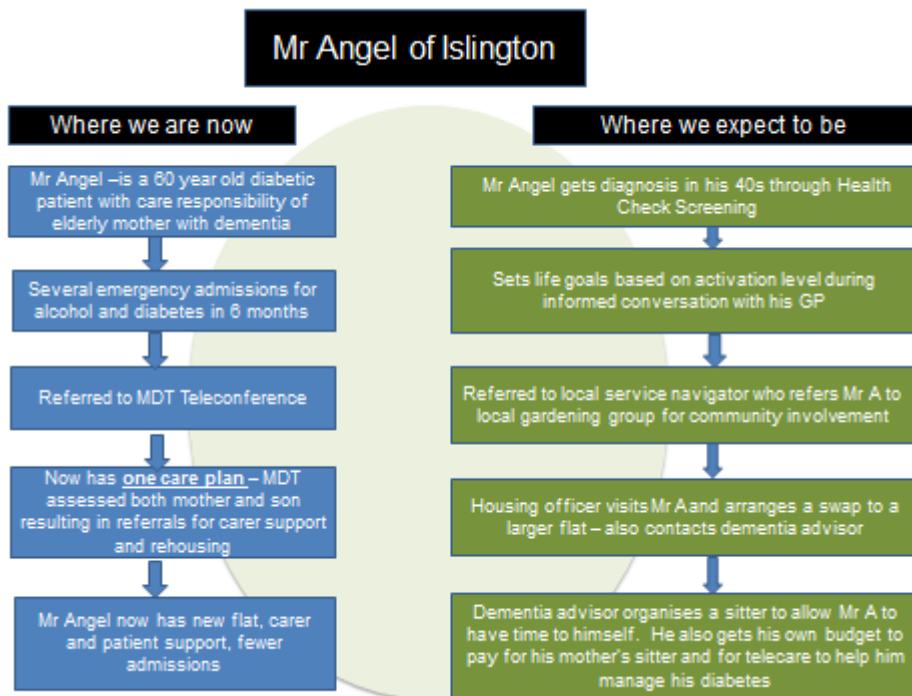 Mr Angel of Islington
Where we are now
Mr Angel –is a 60 year old diabetic
patient with care responsibility of
elderly mother with dementia
Several emergency admissions for
alcohol and diabetes in 6 months
Referred to MDT Teleconference
Now has one care plan – MDT
assessed both mother and son
resulting in referrals for carer support
and rehousing
Mr Angel now has new flat, carer
and patient support, fewer
admissions
Where we expect to be
Mr Angel gets diagnosis in his 40s through Health
Check Screening
Sets life goals based on activation level during
informed conversation with his GP
Referred to local service navigator who refers Mr A to
local gardening group for community involvement
Housing officer visits Mr Aand arranges a swap to a
larger flat – also contacts dementia advisor
Dementia advisor organises a sitter to allow Mr A to
have time to himself. He also gets his own budget to
pay for his mother's sitter and for telecare to help him
manage his diabetes